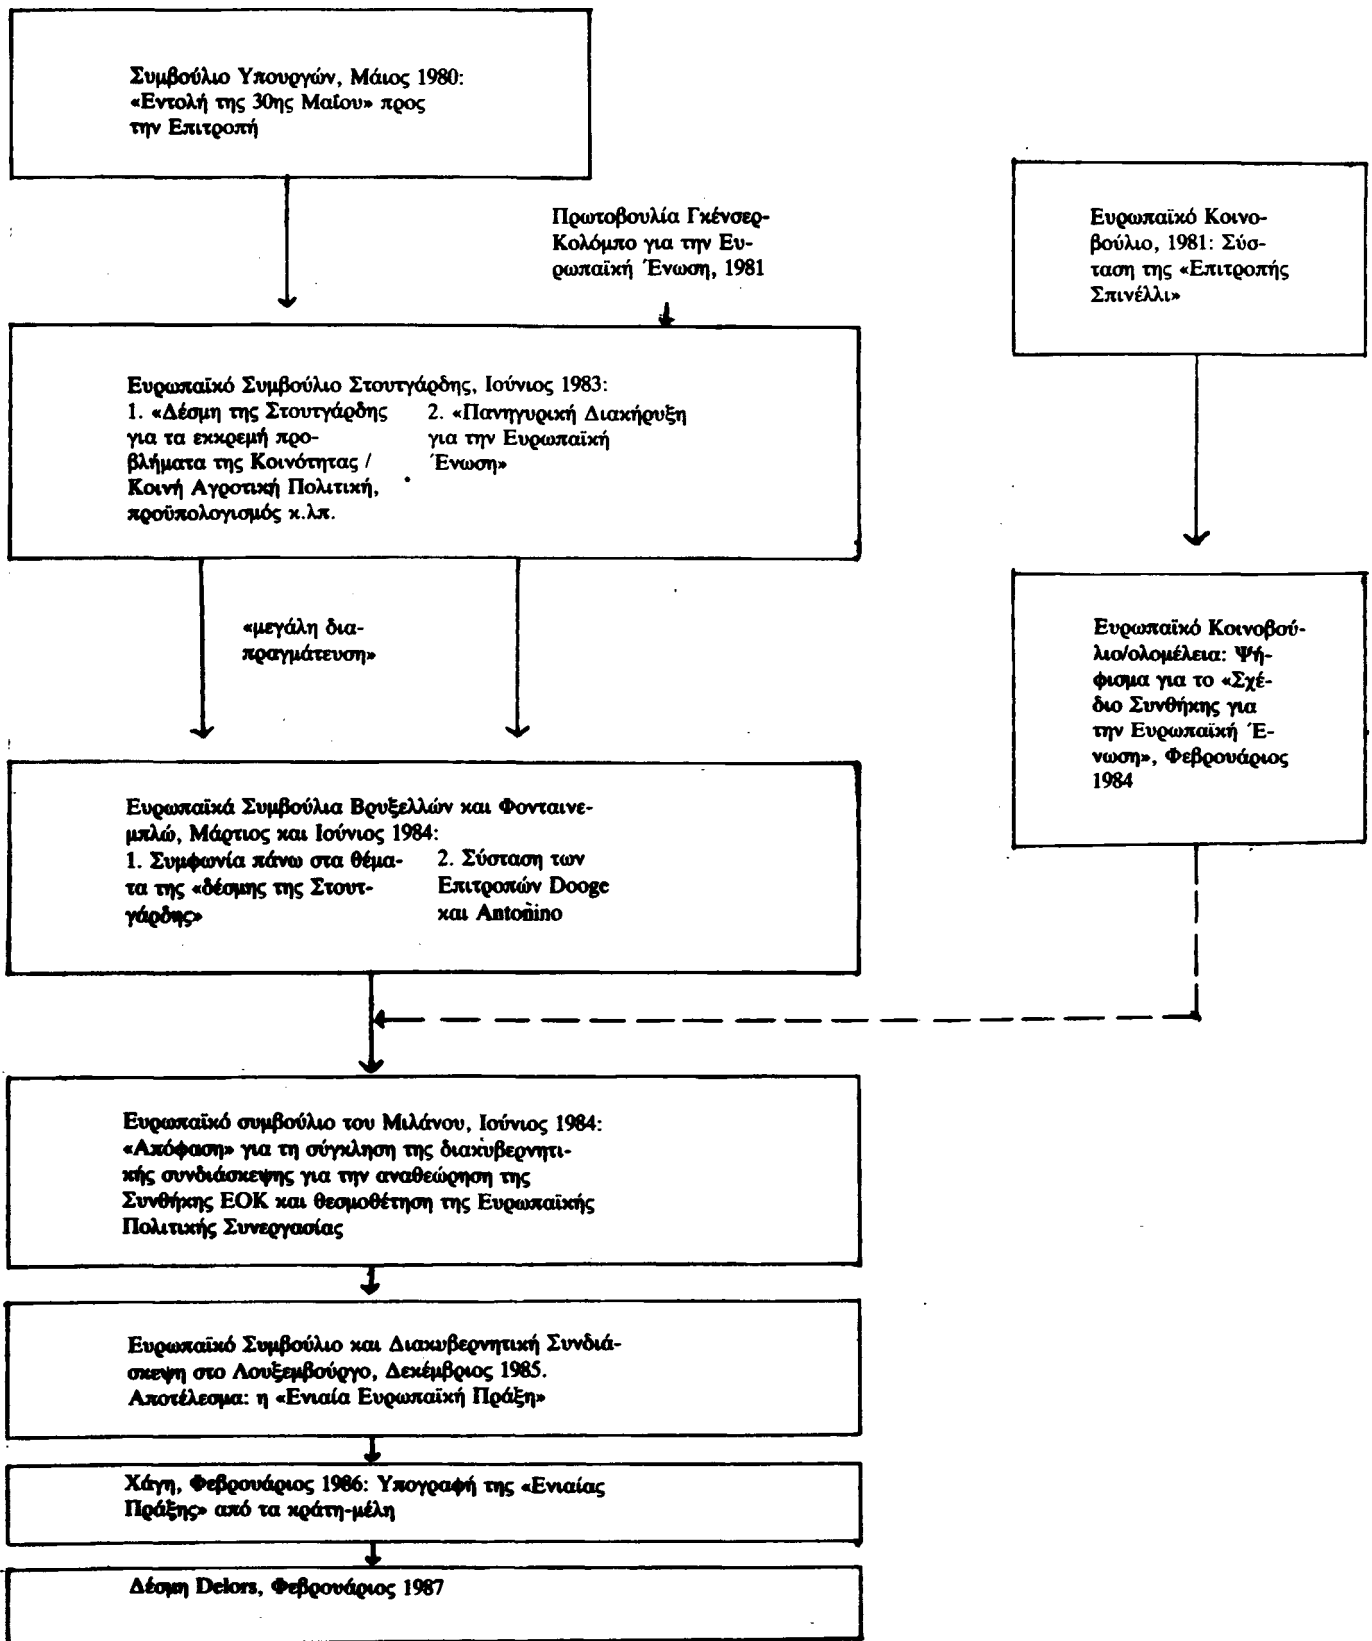 Συμβούλιο Υπουργών, Μάιος 1980:
«Εντολή της 30ης Μαΐου» προς
την Επιτροπή
Πρωτοβουλία Γκένσερ-
Κολόμπο για την Ευ-
ρωπαϊκή Ένωση, 1981
Ευρωπαϊκό Κοινο-
βούλιο, 1981: Σύσ-
ταση της «Επιτροπής
Σπινέλλι»
Ευρωπαϊκό Συμβούλιο Στουτγάρδης, Ιούνιος 1983:
1. «Δέσμη της Στουτγάρδης
για τα εκκρεμή προ-
βλήματα της Κοινότητας /
Κοινή Αγροτική Πολιτική,
προϋπολογισμός κ.λπ.
2. «Πανηγυρική Διακήρυξη
για την Ευρωπαϊκή
Ένωση»
«μεγάλη δια-
πραγμάτευση»
Ευρωπαϊκό Κοινοβού-
λιο/ολομέλεια: Ψή-
φισμα για το «Σχέ-
διο Συνθήκης για
την Ευρωπαϊκή Έ-
νωση», Φεβρουάριος
1984
Ευρωπαϊκά Συμβούλια Βρυξελλών και Φονταινε-
μπλώ, Μάρτιος και Ιούνιος 1984:
1. Συμφωνία πάνω στα θέμα-
τα της «δέσμης της Στουτ-
γάρδης»
2. Σύσταση των
Επιτροπών Dooge
και Antonino
Ευρωπαϊκό συμβούλιο του Μιλάνου, Ιούνιος 1984:
«Απόφαση» για τη σύγκληση της διακυβερνητι-
κής συνδιάσκεψης για την αναθεώρηση της
Συνθήκης ΕΟΚ και θεσμοθέτηση της Ευρωπαϊκής
Πολιτικής Συνεργασίας
Ευρωπαϊκό Συμβούλιο και Διακυβερνητική Συνδιά-
σκεψη στο Λουξεμβούργο, Δεκέμβριος 1985.
Αποτέλεσμα: η «Ενιαία Ευρωπαϊκή Πράξη»
Χάγη, Φεβρουάριος 1986: Υπογραφή της «Ενιαίας
Πράξης» από τα κράτη-μέλη
Δέσμη Delors, Φεβρουάριος 1987